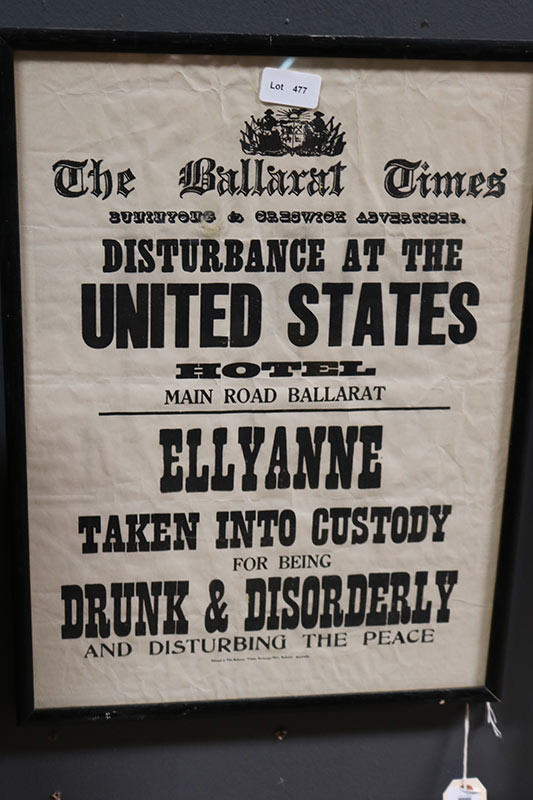 Lot 477
The Ballarat Times
BUNINYONG & CRESWICK ADVERTISER.
DISTURBANCE AT THE
UNITED STATES
HOTEL
MAIN ROAD BALLARAT
ELLYANNE
TAKEN INTO CUSTODY
FOR BEING
DRUNK & DISORDERLY
AND DISTURBING THE PEACE